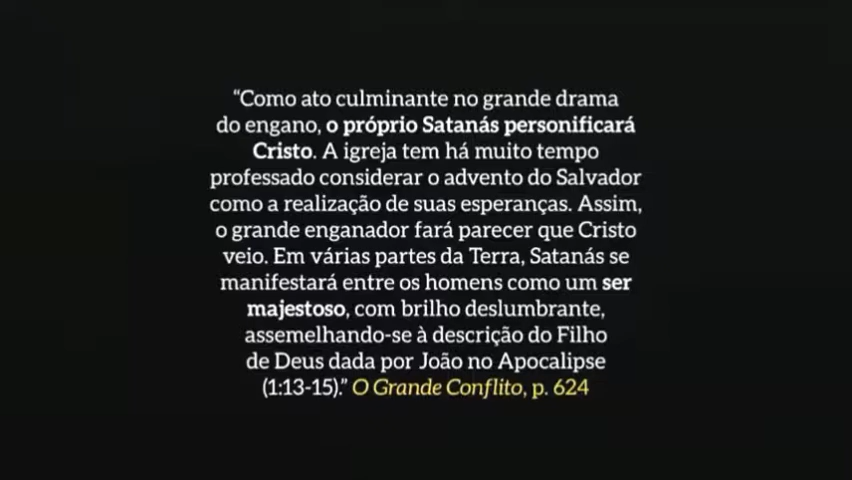 “Como ato culminante no grande drama
do engano, o próprio Satanás personificará
Cristo. A igreja tem há muito tempo
professado considerar o advento do Salvador
como a realização de suas esperanças. Assim,
o grande enganador fará parecer que Cristo
veio. Em várias partes da Terra, Satanás se
manifestará entre os homens como um ser
majestoso, com brilho deslumbrante,
assemelhando-se à descrição do Filho
de Deus dada por João no Apocalipse
(1:13-15).” O Grande Conflito, p. 624